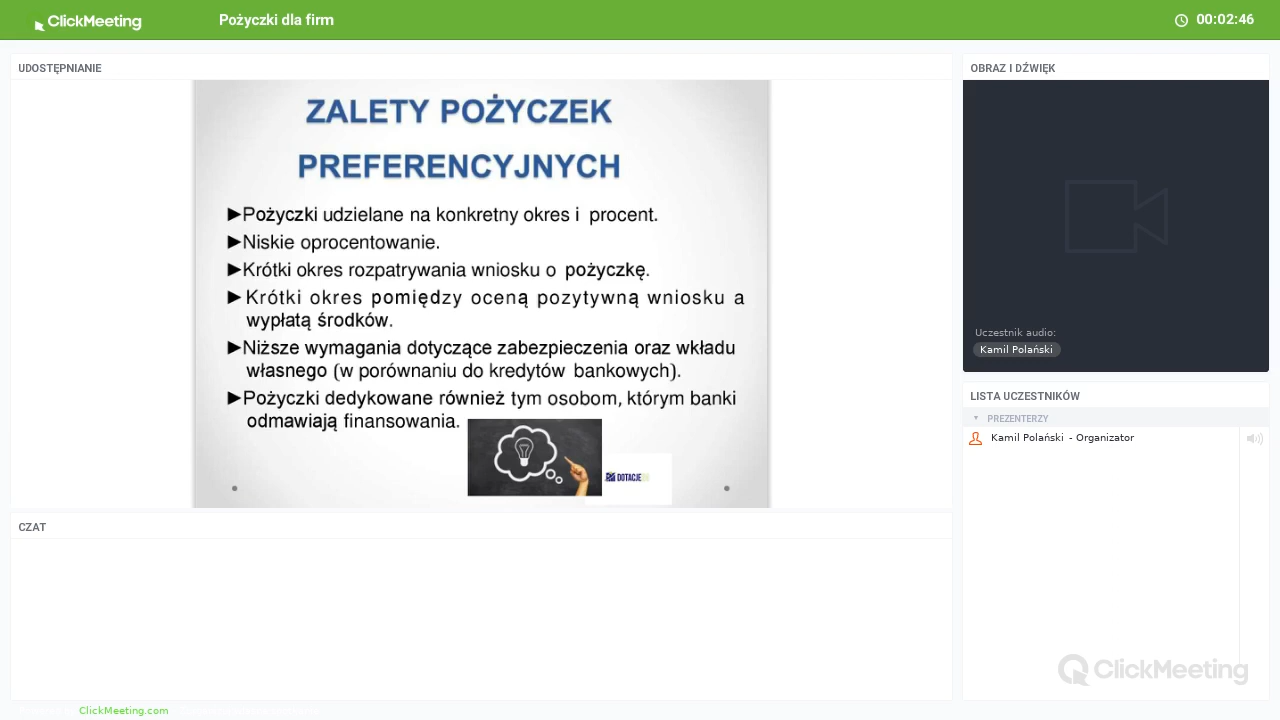 ClickMeeting
Pożyczki dla firm
00:02:46
UDOSTĘPNIANIE
ZALETY POŻYCZEK
PREFERENCYJNYCH
►Pożyczki udzielane na konkretny okres i procent.
►Niskie oprocentowanie.
►Krótki okres rozpatrywania wniosku o pożyczkę.
►Krótki okres pomiędzy oceną pozytywną wniosku a
wypłatą środków.
►Niższe wymagania dotyczące zabezpieczenia oraz wkładu
własnego (w porównaniu do kredytów bankowych).
►Pożyczki dedykowane również tym osobom, którym banki
odmawiają finansowania.
DOTACJE
OBRAZ I DŹWIĘK
Uczestnik audio:
Kamil Polański
LISTA UCZESTNIKÓW
PREZENTERZY
Kamil Polański - Organizator
CZAT
ClickMeeting
ClickMeeting.com